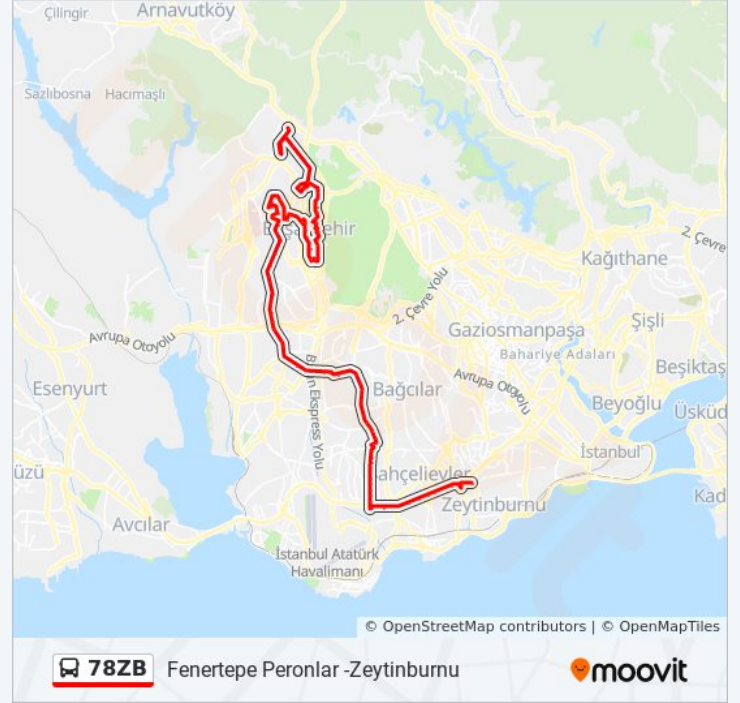 Çilingir
Arnavutköy
Sazlıbosna
Hacımaşlı
Başakşehir
2. Çevre
Kağıthane
2. Çevre Yolu
Gaziosmanpaşa
Şişli
Avrupa Otoyolu
Bahariye Adaları
Beşiktaş
Esenyurt
Bağcılar
Avrupa Otoyolu
Beyoğlu
Üsküd
Ekspress Yolu
İstanbul
üzü
Bahçelievler
Zeytinburnu
Kad
Avcılar
İstanbul Atatürk
Havalimanı
© OpenStreetMap contributors | © OpenMapTiles
78ZB Fenertepe Peronlar -Zeytinburnu moovit